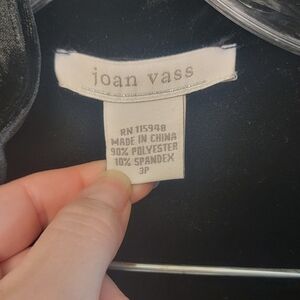 joan vass
RN 115948
MADE IN CHINA
90% POLYESTER
10% SPANDEX
3P